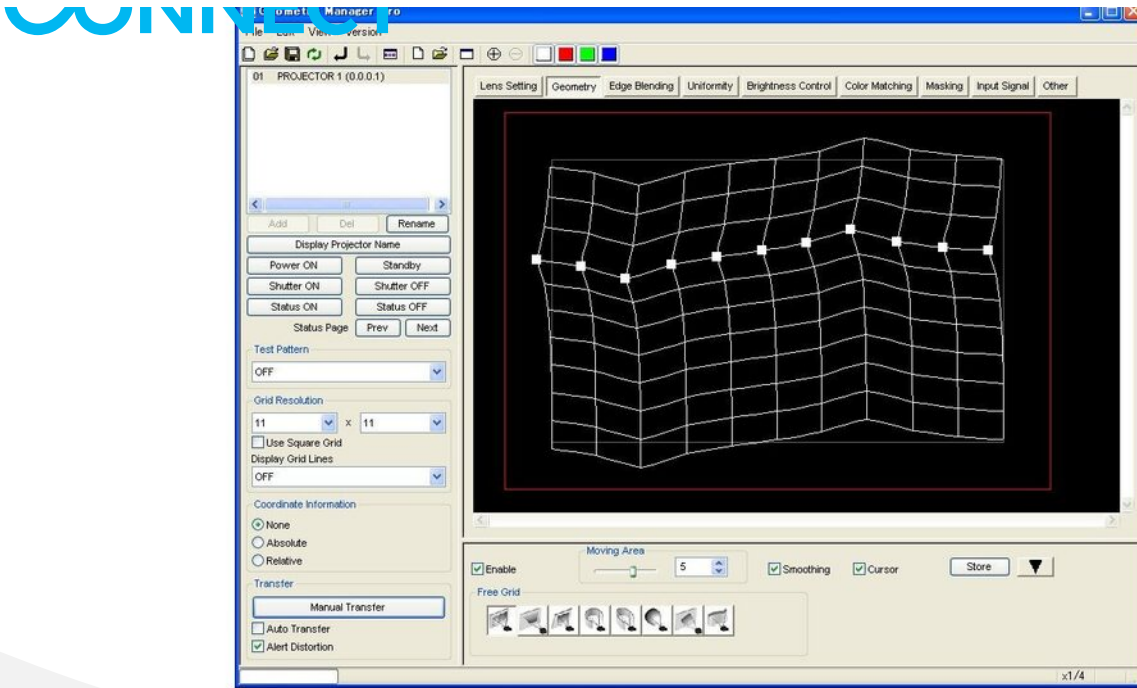 CONNECT
Geometry Manager Pro
File Edit View Version
01 PROJECTOR 1 (0.0.0.1)
Lens Setting Geometry Edge Blending Uniformity Brightness Control Color Matching Masking Input Signal Other
Add Del Rename
Display Projector Name
Power ON Standby
Shutter ON Shutter OFF
Status ON Status OFF
Status Page Prev Next
Test Pattern
OFF
Grid Resolution
11 x 11
Use Square Grid
Display Grid Lines
OFF
Coordinate Information
None
Absolute
Relative
Transfer
Manual Transfer
Auto Transfer
Alert Distortion
Moving Area
Enable 5 Smoothing Cursor Store
Free Grid
x1/4